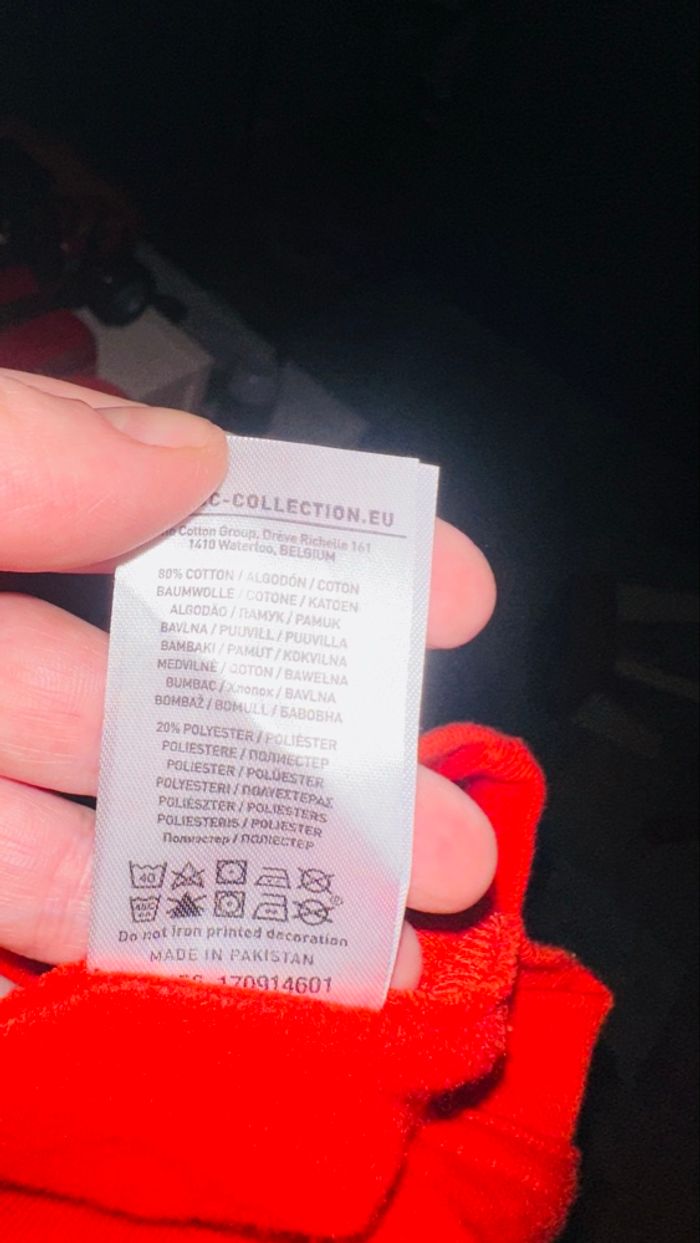 C-COLLECTION.EU
Cotton Group, Drève Richelle 161
1410 Waterloo, BELGIUM
80% COTTON / ALGODÓN / COTON
BAUMWOLLE / COTONE / KATOEN
ALGODÃO / ПАМУК / PAMUK
BAVLNA / PUUVILL / PUUVILLA
BAMBAKI / PAMUT / KOKVILNA
MEDVILNĖ / COTON / BAWEŁNA
BUMBAC / Хлопок / BAVLNA
BOMBAŽ / BOMULL / БАВОВНА
20% POLYESTER / POLIÉSTER
POLIESTERE / ПОЛИЕСТЕР
POLIESTER / POLÜESTER
POLYESTERI / ΠΟΛΥΕΣΤΕΡΑΣ
POLIÉSZTER / POLIESTERS
POLIESTERIS / POLIESTER
Полиэстер / ПОЛІЕСТЕР
40
Do not iron printed decoration
MADE IN PAKISTAN
170914601